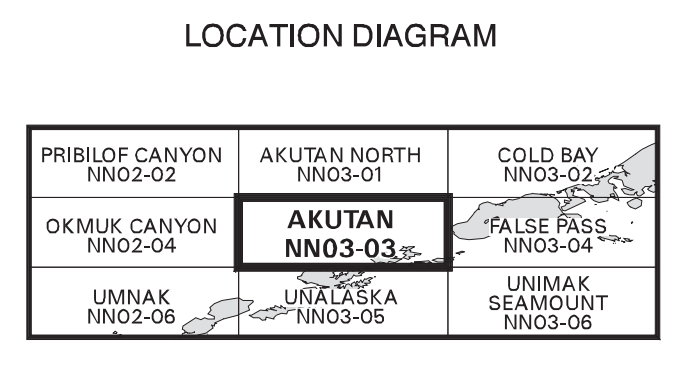 LOCATION DIAGRAM
PRIBILOF CANYON
NN02-02
AKUTAN NORTH
NN03-01
COLD BAY
NN03-02
OKMUK CANYON
NN02-04
AKUTAN
NN03-03
FALSE PASS
NN03-04
UMNAK
NN02-06
UNALASKA
NN03-05
UNIMAK
SEAMOUNT
NN03-06